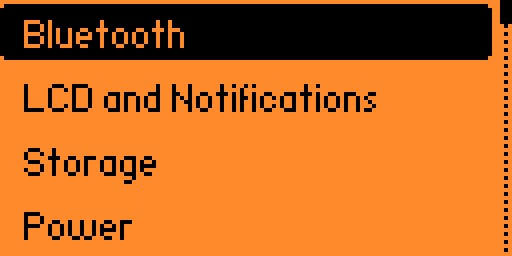 Bluetooth
LCD and Notifications
Storage
Power